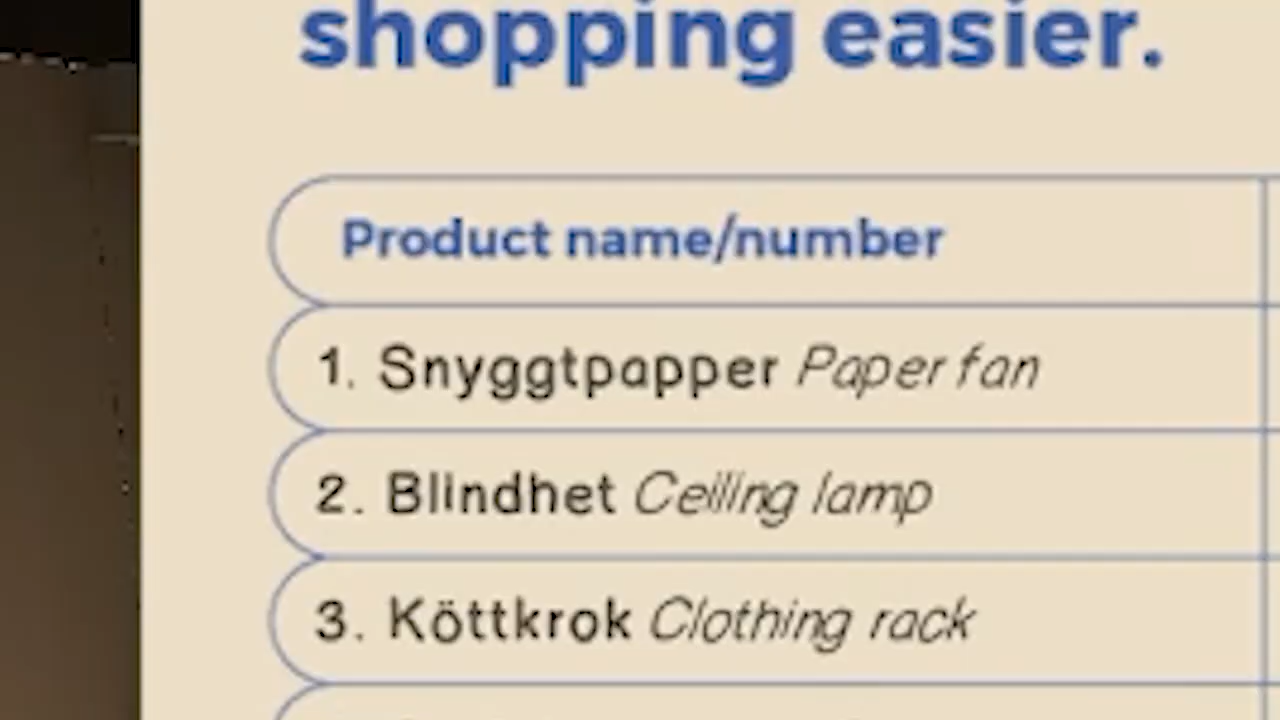 shopping easier.
Product name/number
1. Snyggtpapper Paper fan
2. Blindhet Ceiling lamp
3. Köttkrok Clothing rack